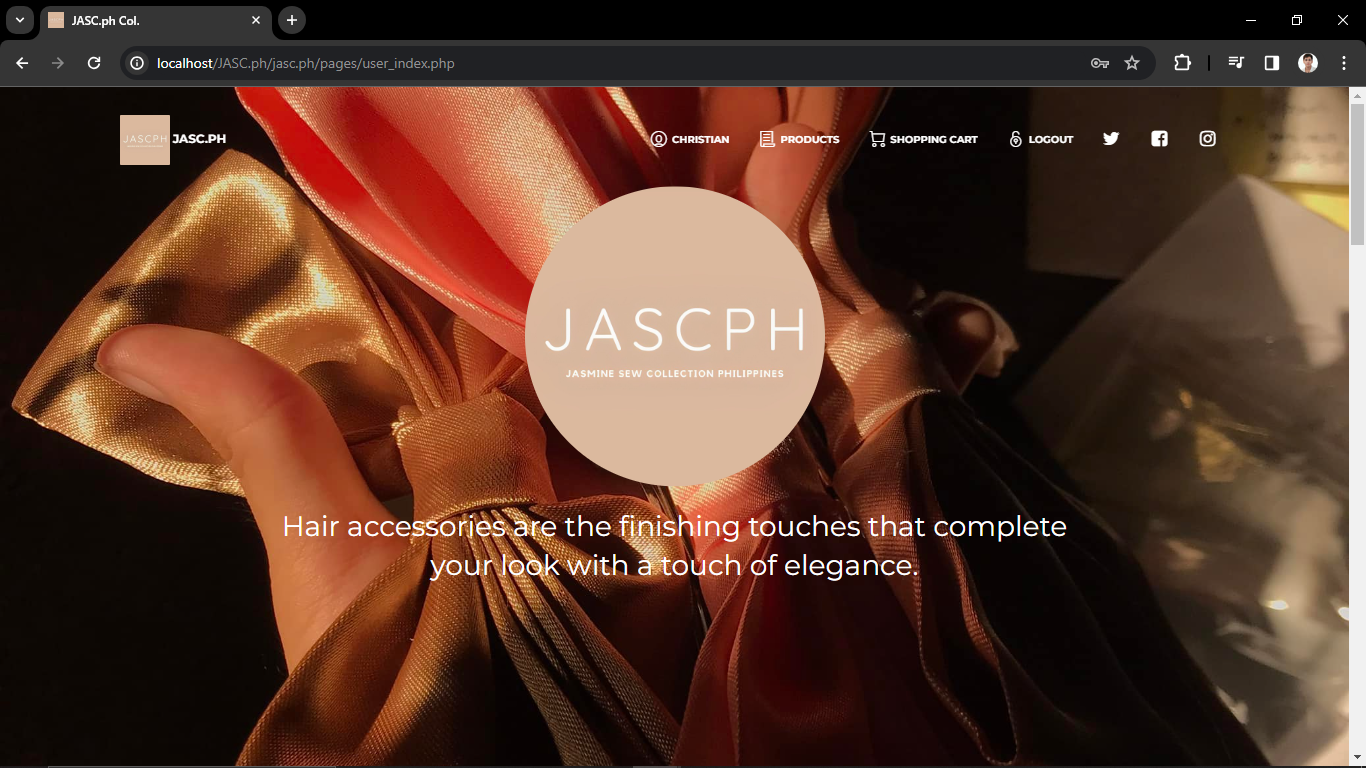 JASC.ph Col.
localhost/JASC.ph/jasc.ph/pages/user_index.php
JASCPH JASC.PH
CHRISTIAN
PRODUCTS
SHOPPING CART
LOGOUT
JASCPH
JASMINE SEW COLLECTION PHILIPPINES
Hair accessories are the finishing touches that complete
your look with a touch of elegance.